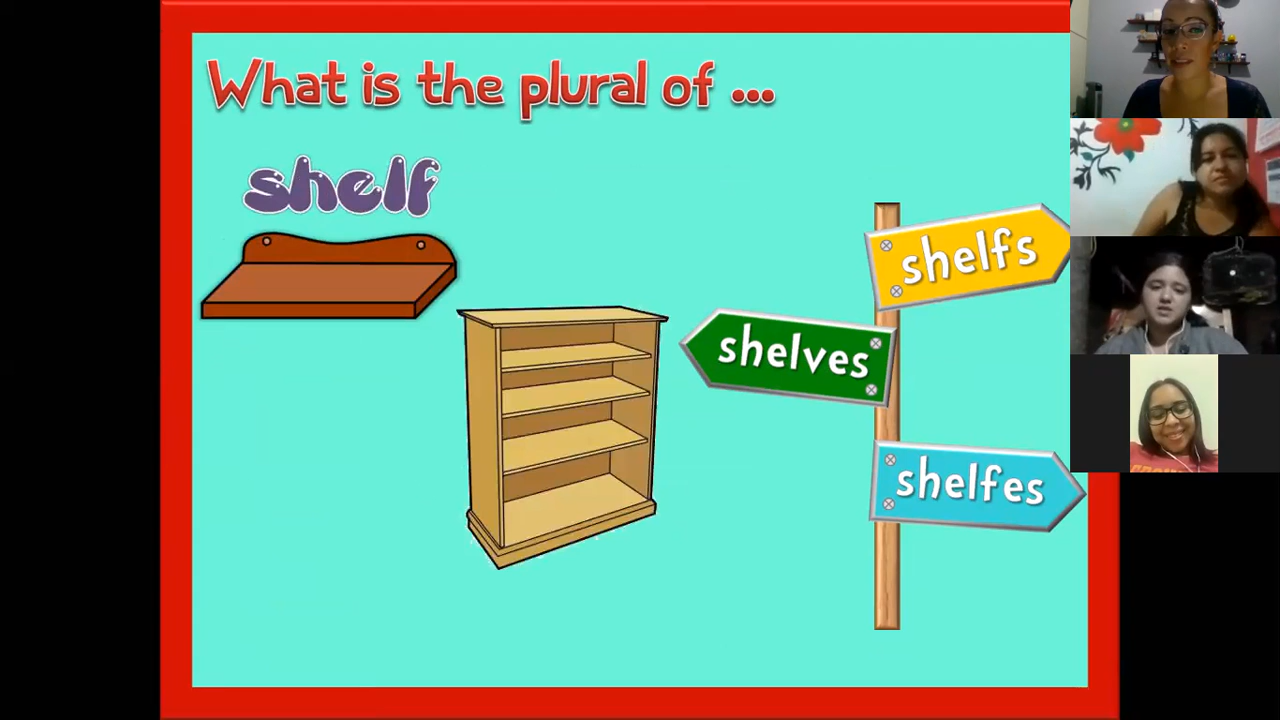 What is the plural of ...
shelf
shelfs
shelves
shelfes